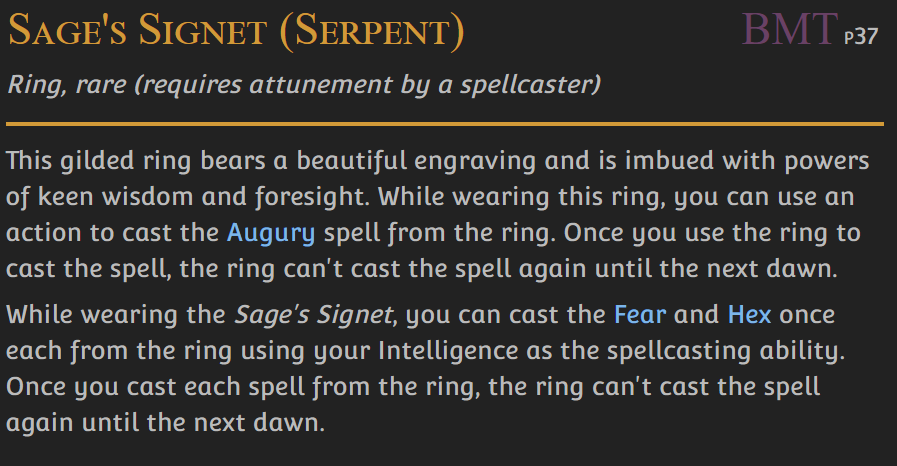 Sage's Signet (Serpent) BMT p37
Ring, rare (requires attunement by a spellcaster)
This gilded ring bears a beautiful engraving and is imbued with powers
of keen wisdom and foresight. While wearing this ring, you can use an
action to cast the Augury spell from the ring. Once you use the ring to
cast the spell, the ring can't cast the spell again until the next dawn.
While wearing the Sage's Signet, you can cast the Fear and Hex once
each from the ring using your Intelligence as the spellcasting ability.
Once you cast each spell from the ring, the ring can't cast the spell
again until the next dawn.